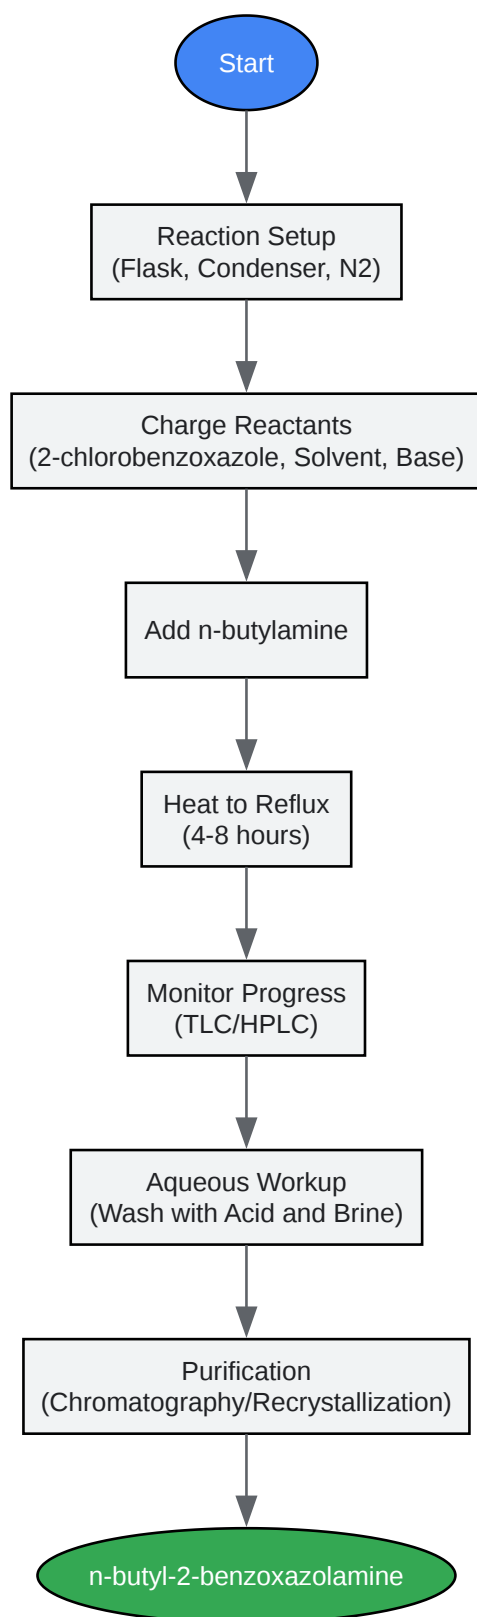 Start
Reaction Setup
(Flask, Condenser, N2)
Charge Reactants
(2-chlorobenzoxazole, Solvent, Base)
Add n-butylamine
Heat to Reflux
(4-8 hours)
Monitor Progress
(TLC/HPLC)
Aqueous Workup
(Wash with Acid and Brine)
Purification
(Chromatography/Recrystallization)
n-butyl-2-benzoxazolamine